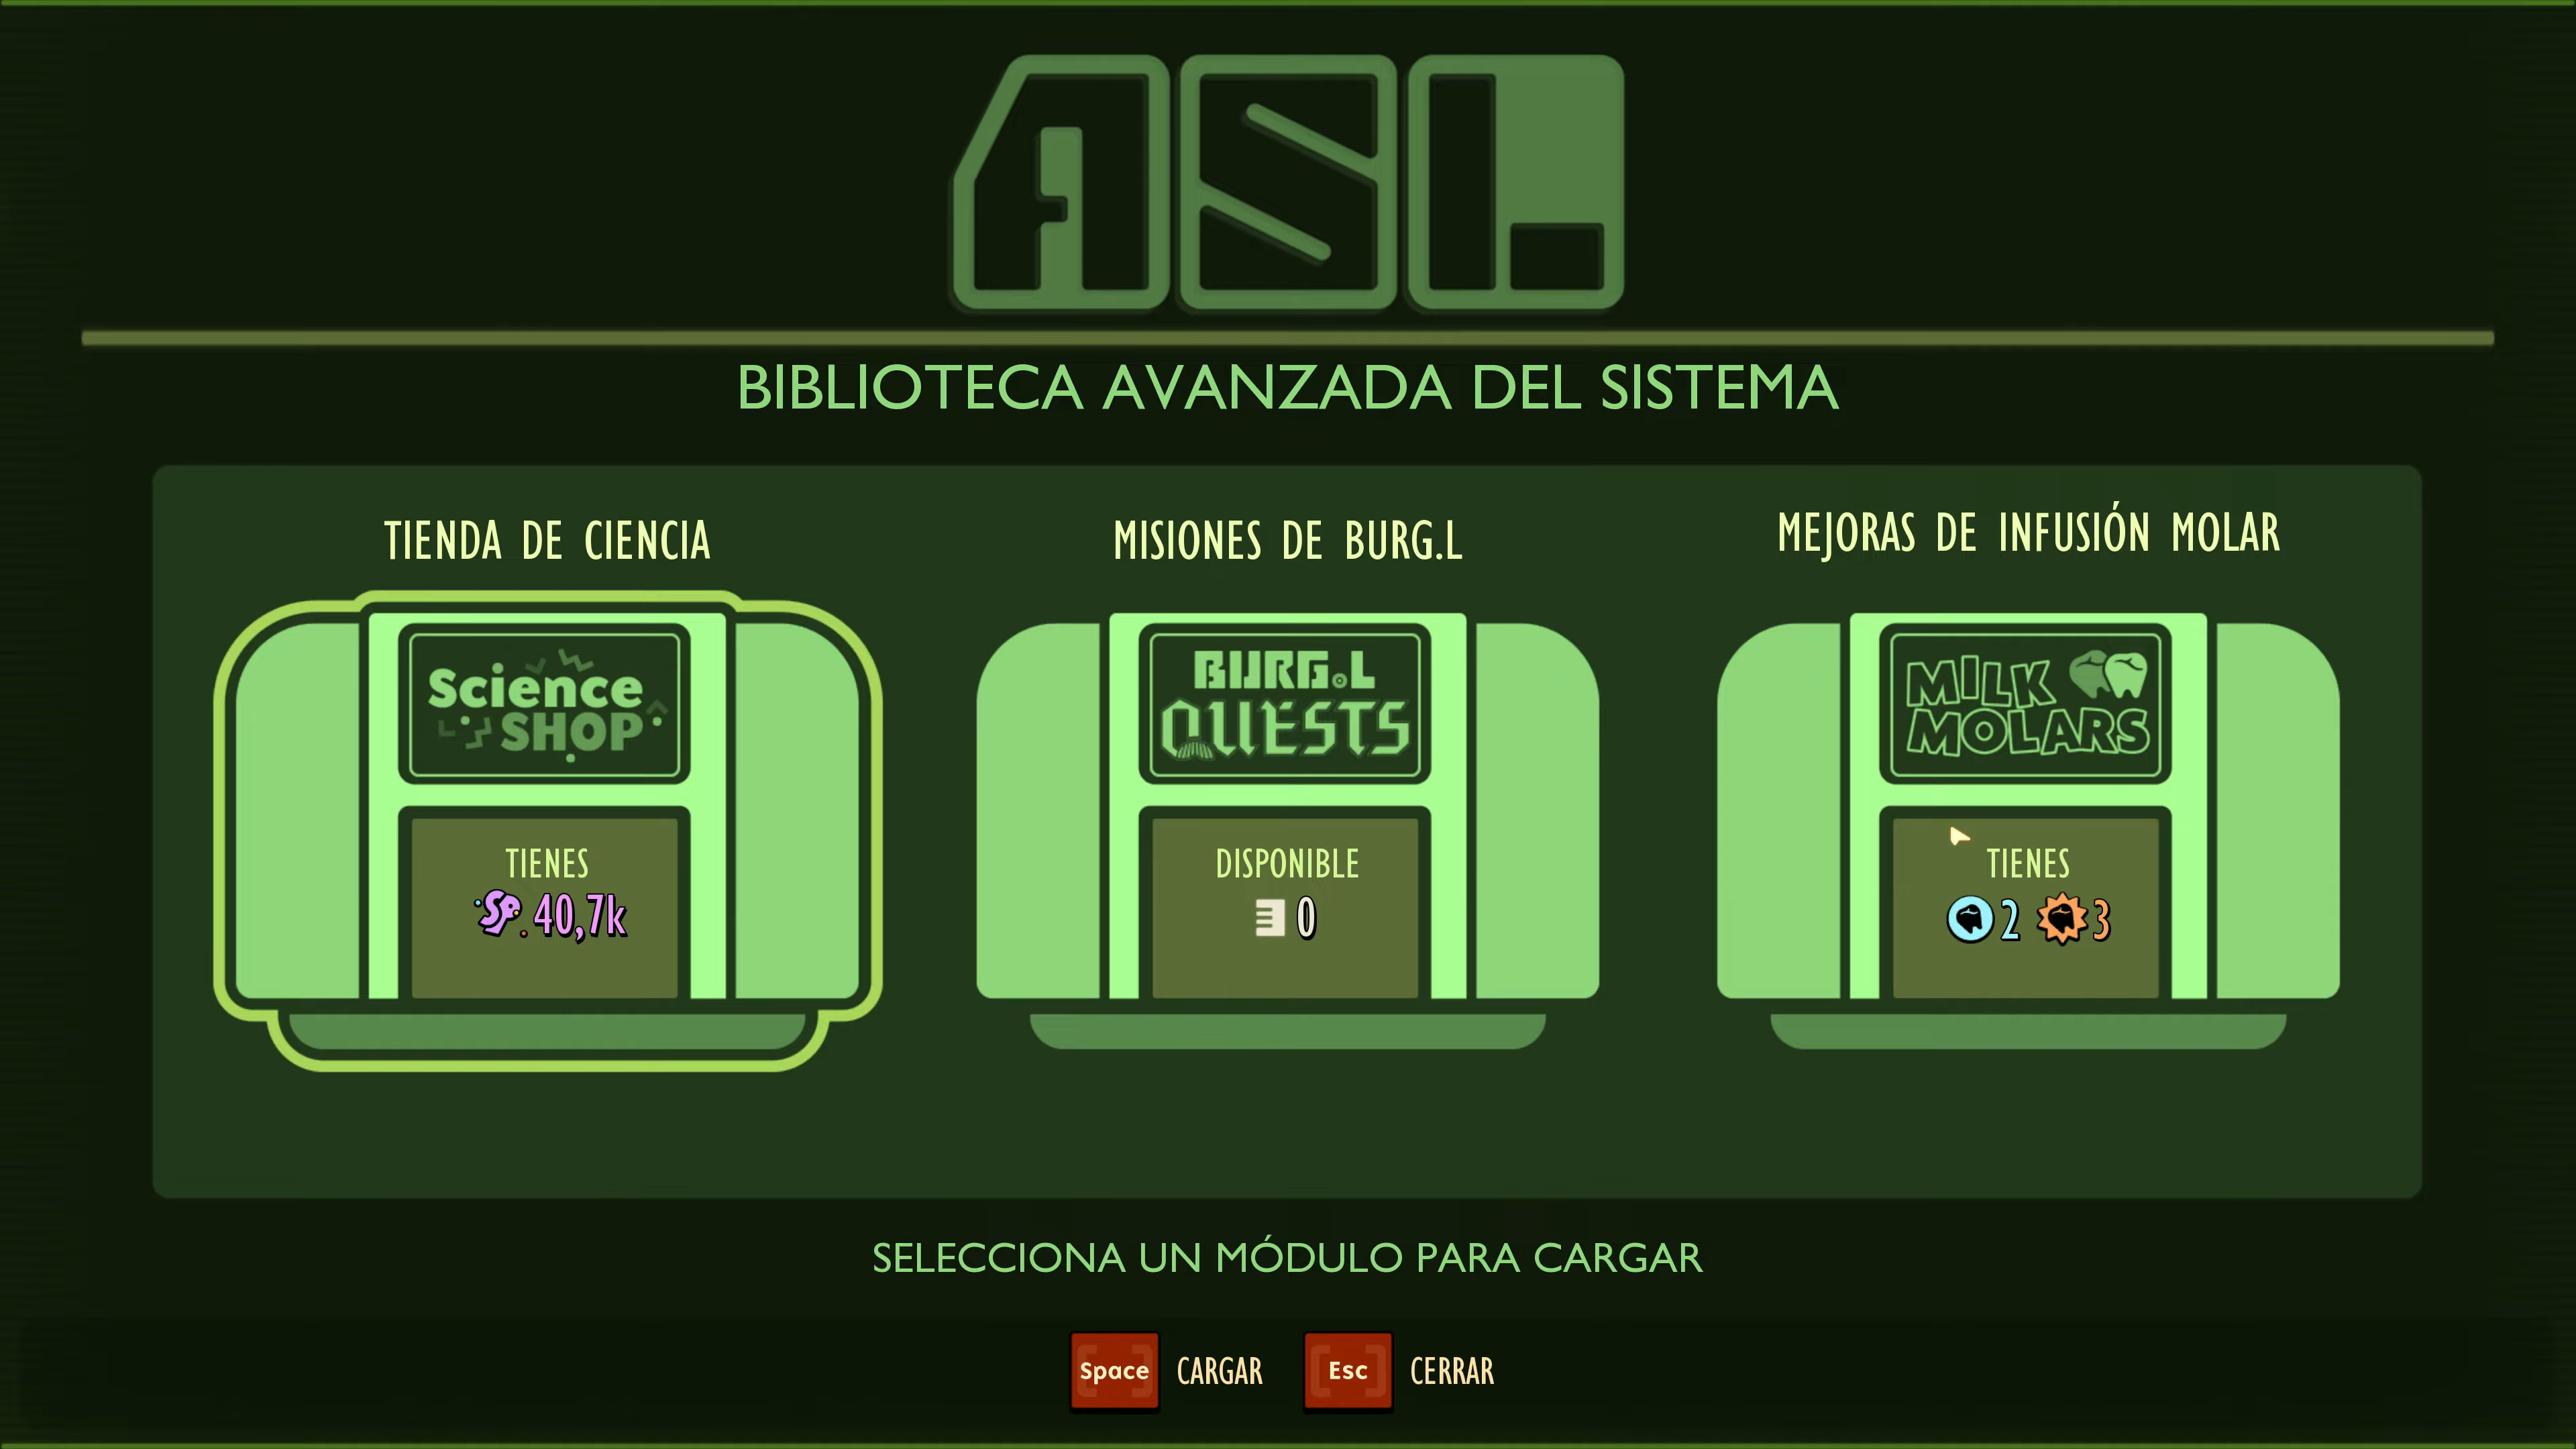 ASL
BIBLIOTECA AVANZADA DEL SISTEMA
TIENDA DE CIENCIA
Science
SHOP
TIENES
40,7k
MISIONES DE BURG.L
BURG.L
QUESTS
DISPONIBLE
0
MEJORAS DE INFUSIÓN MOLAR
MILK
MOLARS
TIENES
2 3
SELECCIONA UN MÓDULO PARA CARGAR
Space CARGAR Esc CERRAR